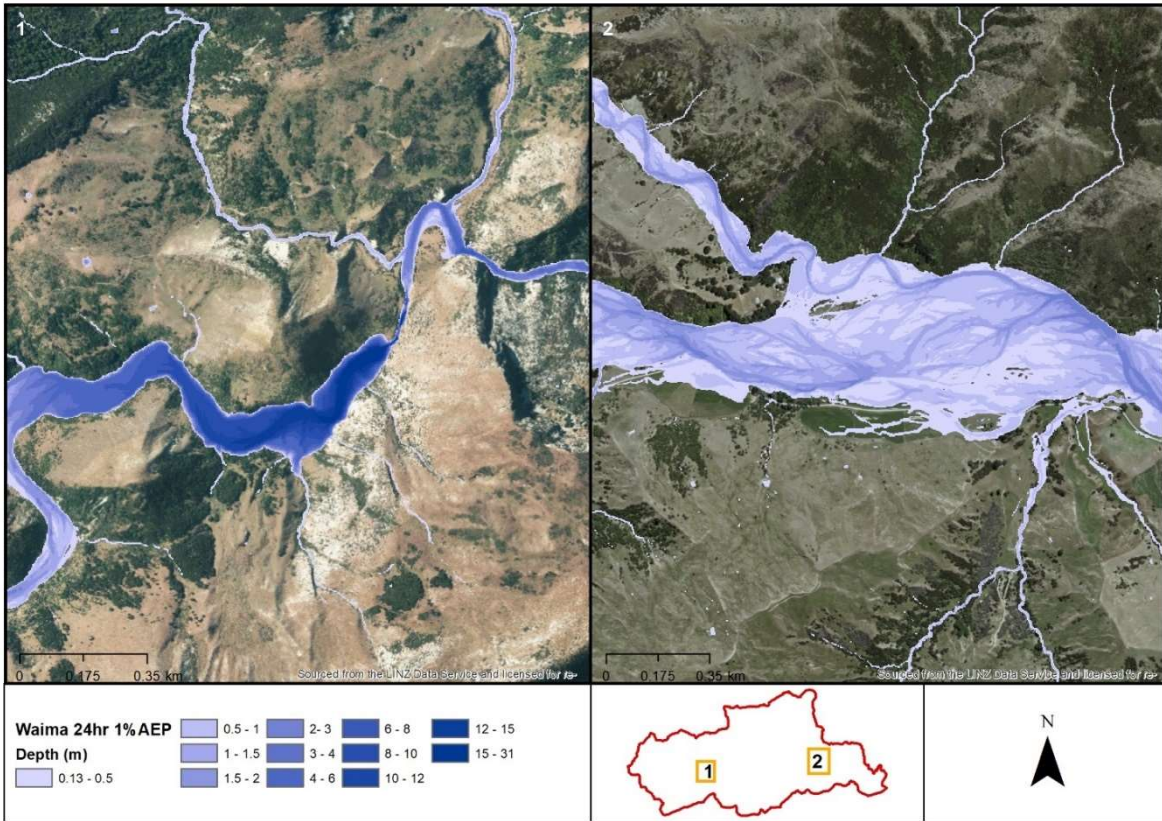 1
2
0 0.175 0.35 km
Sourced from the LINZ Data Service and licensed for re-
0 0.175 0.35 km
Sourced from the LINZ Data Service and licensed for re-
Waima 24hr 1% AEP
Depth (m)
0.13 - 0.5
0.5 - 1
1 - 1.5
1.5 - 2
2- 3
3 - 4
4 - 6
6 - 8
8 - 10
10 - 12
12 - 15
15 - 31
1
2
N